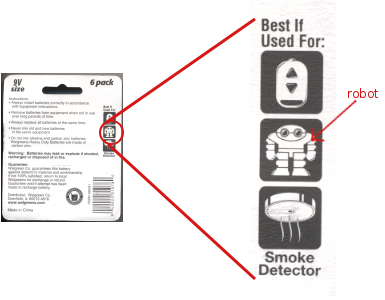 9V
size
6 pack
Instructions:
• Always insert batteries correctly in accordance
with equipment instructions.
• Remove batteries from equipment when not in use
over long periods of time.
• Always replace all batteries at the same time.
• Never mix old and new batteries
in the same equipment.
• Do not mix alkaline and carbon zinc batteries.
Walgreens Heavy Duty Batteries are made of
carbon zinc.
Warning: Batteries may leak or explode if shunted,
recharged or disposed of in fire.
Guarantee:
Walgreen Co. guarantees this battery
against defects in material and workmanship.
If not 100% satisfied, return to local
Walgreens for exchange or refund.
Guarantee void if attempt has been
made to recharge battery.
Distributor: Walgreen Co.
Deerfield, IL 60015-4616
www.walgreens.com
Made in China
Best If
Used For:
Best If
Used For:
robot
Smoke
Detector